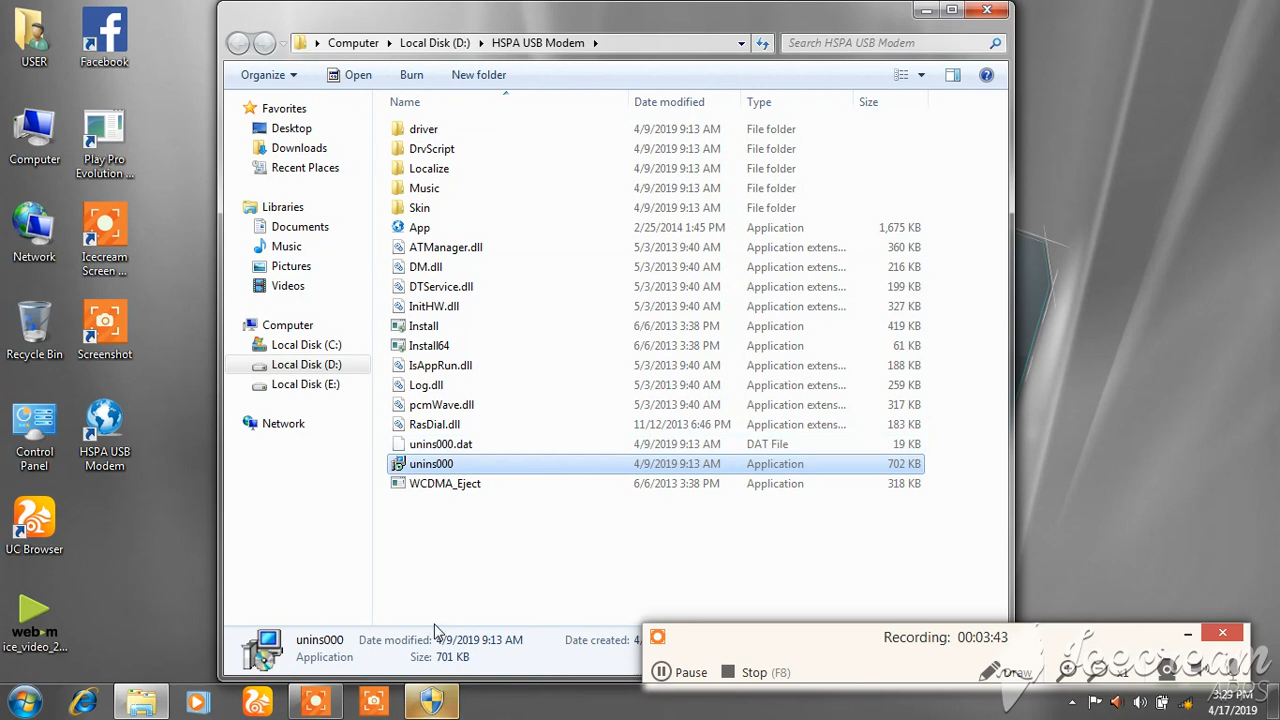 USER
Facebook
Computer
Play Pro
Evolution ...
Network
Icecream
Screen ...
Recycle Bin
Screenshot
Control
Panel
HSPA USB
Modem
UC Browser
web-m
ice_video_2...
Computer Local Disk (D:) HSPA USB Modem
Search HSPA USB Modem
Organize Open Burn New folder
Favorites
Desktop
Downloads
Recent Places
Libraries
Documents
Music
Pictures
Videos
Computer
Local Disk (C:)
Local Disk (D:)
Local Disk (E:)
Network
Name Date modified Type Size
driver 4/9/2019 9:13 AM File folder
DrvScript 4/9/2019 9:13 AM File folder
Localize 4/9/2019 9:13 AM File folder
Music 4/9/2019 9:13 AM File folder
Skin 4/9/2019 9:13 AM File folder
App 2/25/2014 1:45 PM Application 1,675 KB
ATManager.dll 5/3/2013 9:40 AM Application extens... 360 KB
DM.dll 5/3/2013 9:40 AM Application extens... 216 KB
DTService.dll 5/3/2013 9:40 AM Application extens... 199 KB
InitHW.dll 5/3/2013 9:40 AM Application extens... 327 KB
Install 6/6/2013 3:38 PM Application 419 KB
Install64 6/6/2013 3:38 PM Application 61 KB
IsAppRun.dll 5/3/2013 9:40 AM Application extens... 188 KB
Log.dll 5/3/2013 9:40 AM Application extens... 259 KB
pcmWave.dll 5/3/2013 9:40 AM Application extens... 317 KB
RasDial.dll 11/12/2013 6:46 PM Application extens... 183 KB
unins000.dat 4/9/2019 9:13 AM DAT File 19 KB
unins000 4/9/2019 9:13 AM Application 702 KB
WCDMA_Eject 6/6/2013 3:38 PM Application 318 KB
unins000 Date modified: 4/9/2019 9:13 AM Date created: 4/
Application Size: 701 KB
Recording: 00:03:43
Pause Stop (F8) Draw x1
Icecream
APPS
3:29 PM
4/17/2019